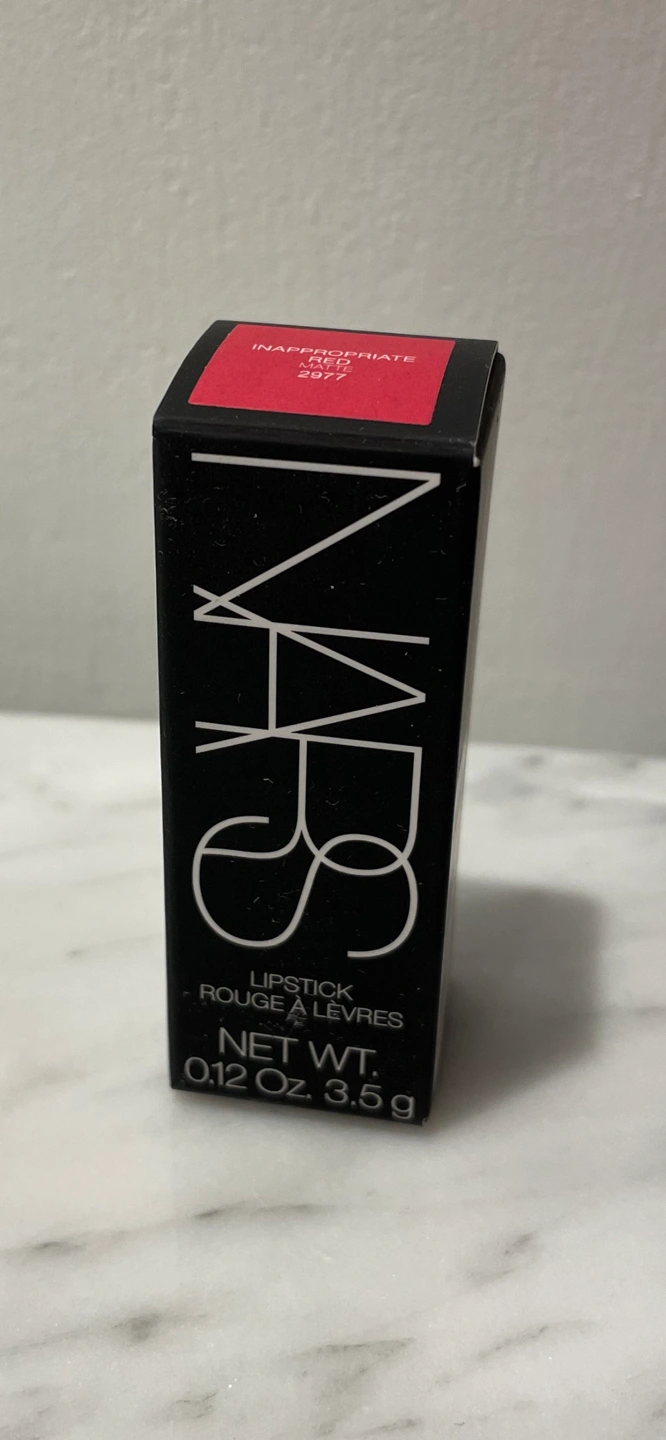 INAPPROPRIATE
RED
MATTE
2977
NARS
LIPSTICK
ROUGE À LÈVRES
NET WT.
0.12 Oz. 3.5 g